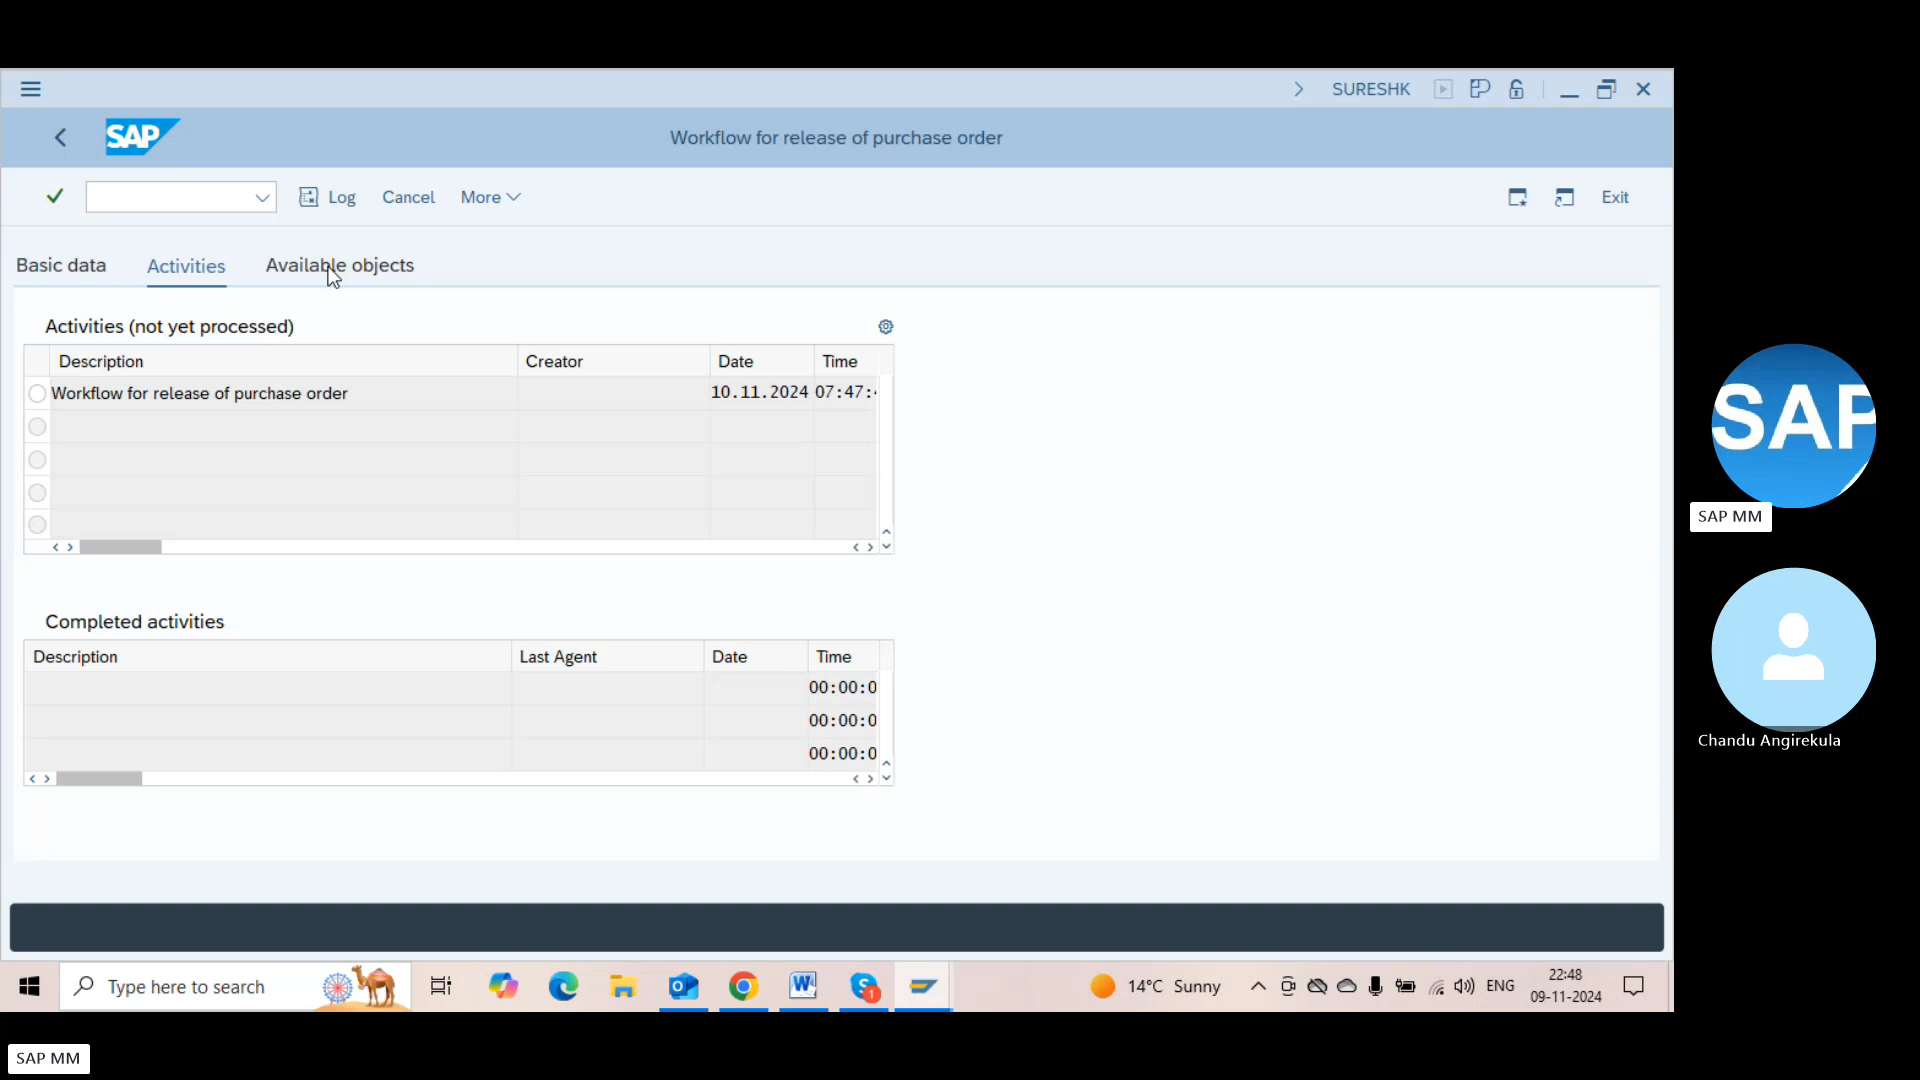 SURESHK
SAP
Workflow for release of purchase order
Log Cancel More Exit
Basic data Activities Available objects
Activities (not yet processed)
Description Creator Date Time
Workflow for release of purchase order 10.11.2024 07:47:
Completed activities
Description Last Agent Date Time
00:00:0
00:00:0
00:00:0
SAP
SAP MM
Chandu Angirekula
Type here to search
1
14°C Sunny
ENG
22:48
09-11-2024
SAP MM